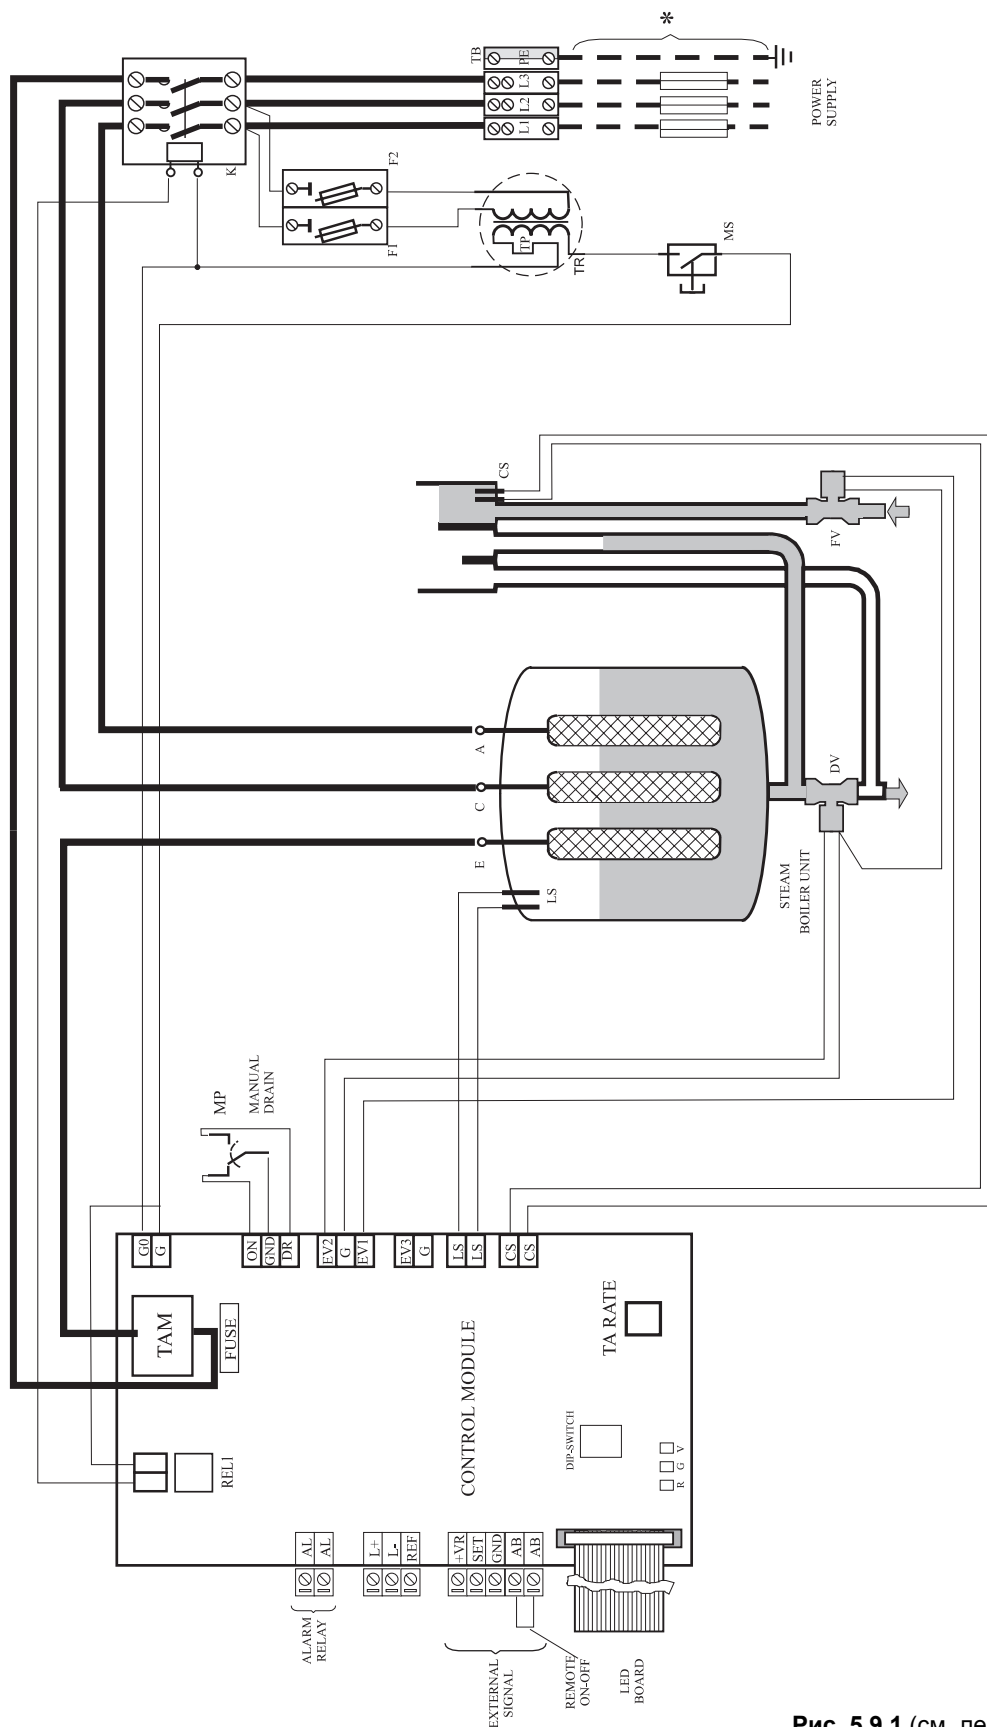 *
TB
PE
L3
L2
L1
POWER
SUPPLY
K
F2
F1
TP
TR
MS
CS
FV
A
C
E
LS
DV
STEAM
BOILER UNIT
MP
MANUAL
DRAIN
G0
G
ON
GND
DR
EV2
G
EV1
EV3
G
LS
LS
CS
CS
TAM
FUSE
REL1
CONTROL MODULE
TA RATE
DIP-SWITCH
R
G
V
AL
AL
L+
L-
REF
+VR
SET
GND
AB
AB
ALARM
RELAY
EXTERNAL
SIGNAL
REMOTE
ON-OFF
LED
BOARD
Рис. 5.9.1 (см. пе